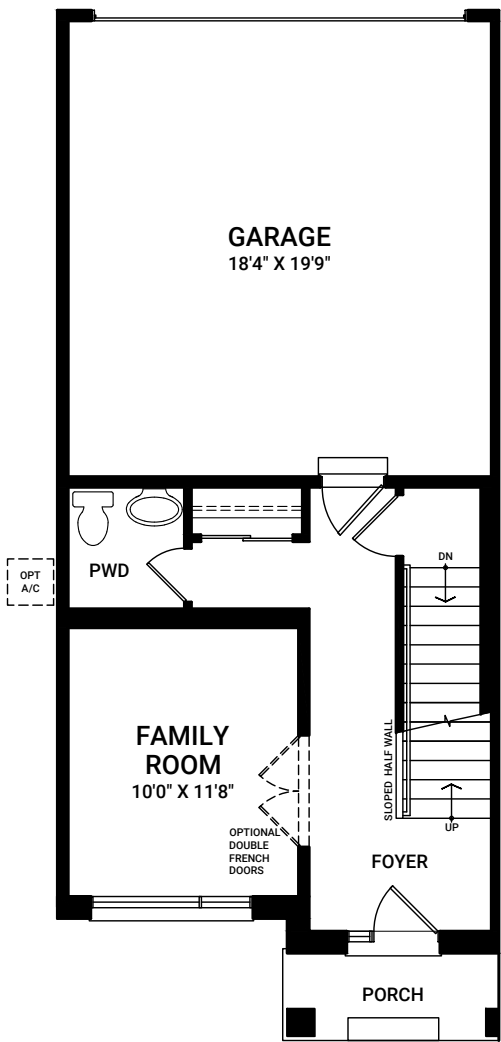 GARAGE
18'4" X 19'9"
PWD
OPT
A/C
DN
FAMILY
ROOM
10'0" X 11'8"
SLOPED HALF WALL
OPTIONAL
DOUBLE
FRENCH
DOORS
UP
FOYER
PORCH